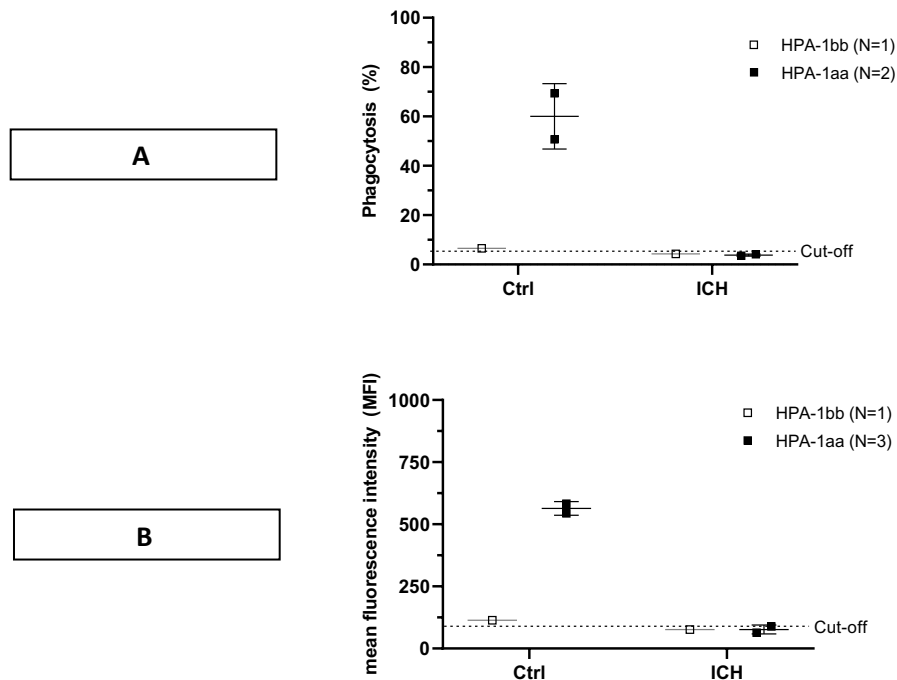 A
Phagocytosis (%)
100
80
60
40
20
0
HPA-1bb (N=1)
HPA-1aa (N=2)
Cut-off
Ctrl ICH
B
mean fluorescence intensity (MFI)
1000
750
500
250
0
HPA-1bb (N=1)
HPA-1aa (N=3)
Cut-off
Ctrl ICH